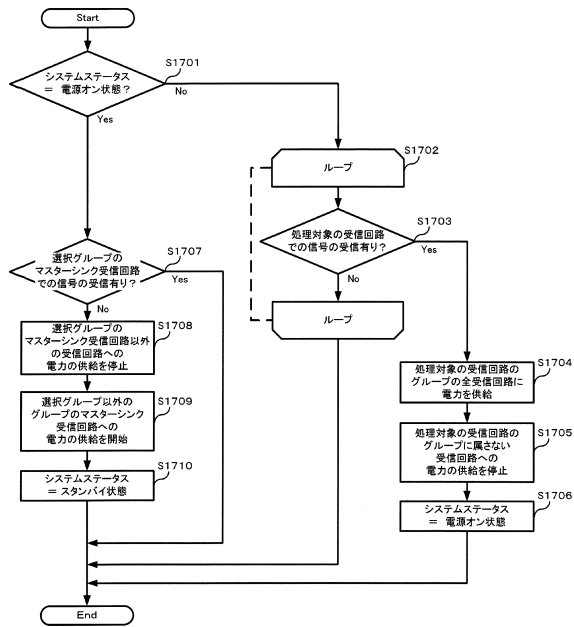 Start
S1701
システムステータス
＝ 電源オン状態？
No
Yes
S1702
ループ
S1703
処理対象の受信回路
での信号の受信有り？
Yes
No
ループ
S1707
選択グループの
マスターシンク受信回路
での信号の受信有り？
Yes
No
S1708
選択グループの
マスターシンク受信回路以外
の受信回路への
電力の供給を停止
S1709
選択グループ以外の
グループのマスターシンク
受信回路への
電力の供給を開始
S1710
システムステータス
＝スタンバイ状態
S1704
処理対象の受信回路の
グループの全受信回路に
電力を供給
S1705
処理対象の受信回路の
グループに属さない
受信回路への
電力の供給を停止
S1706
システムステータス
＝ 電源オン状態
End